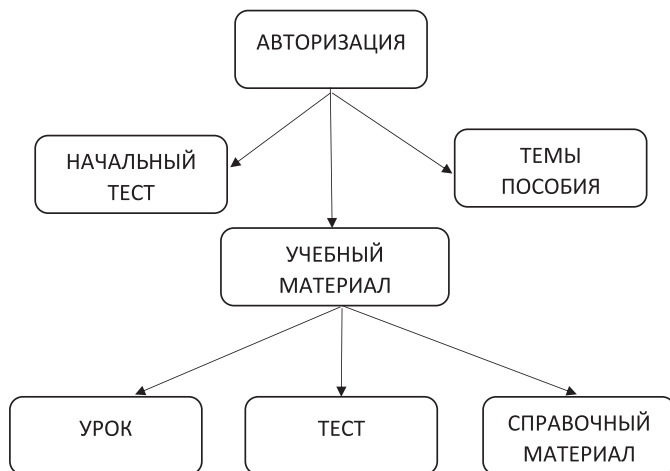 АВТОРИЗАЦИЯ
НАЧАЛЬНЫЙ
ТЕСТ
ТЕМЫ
ПОСОБИЯ
УЧЕБНЫЙ
МАТЕРИАЛ
УРОК
ТЕСТ
СПРАВОЧНЫЙ
МАТЕРИАЛ